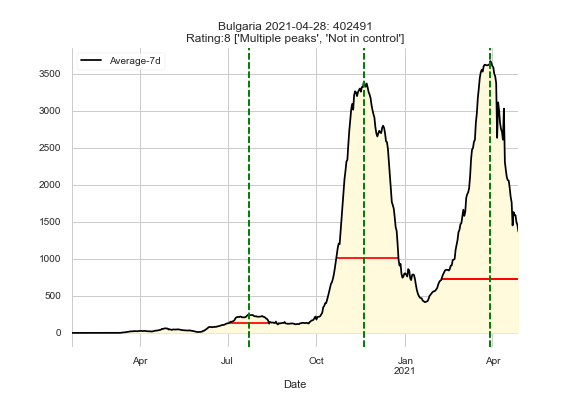 Bulgaria 2021-04-28: 402491
Rating:8 ['Multiple peaks', 'Not in control']
Average-7d
3500
3000
2500
2000
1500
1000
500
0
Apr Jul Oct Jan Apr
2021
Date